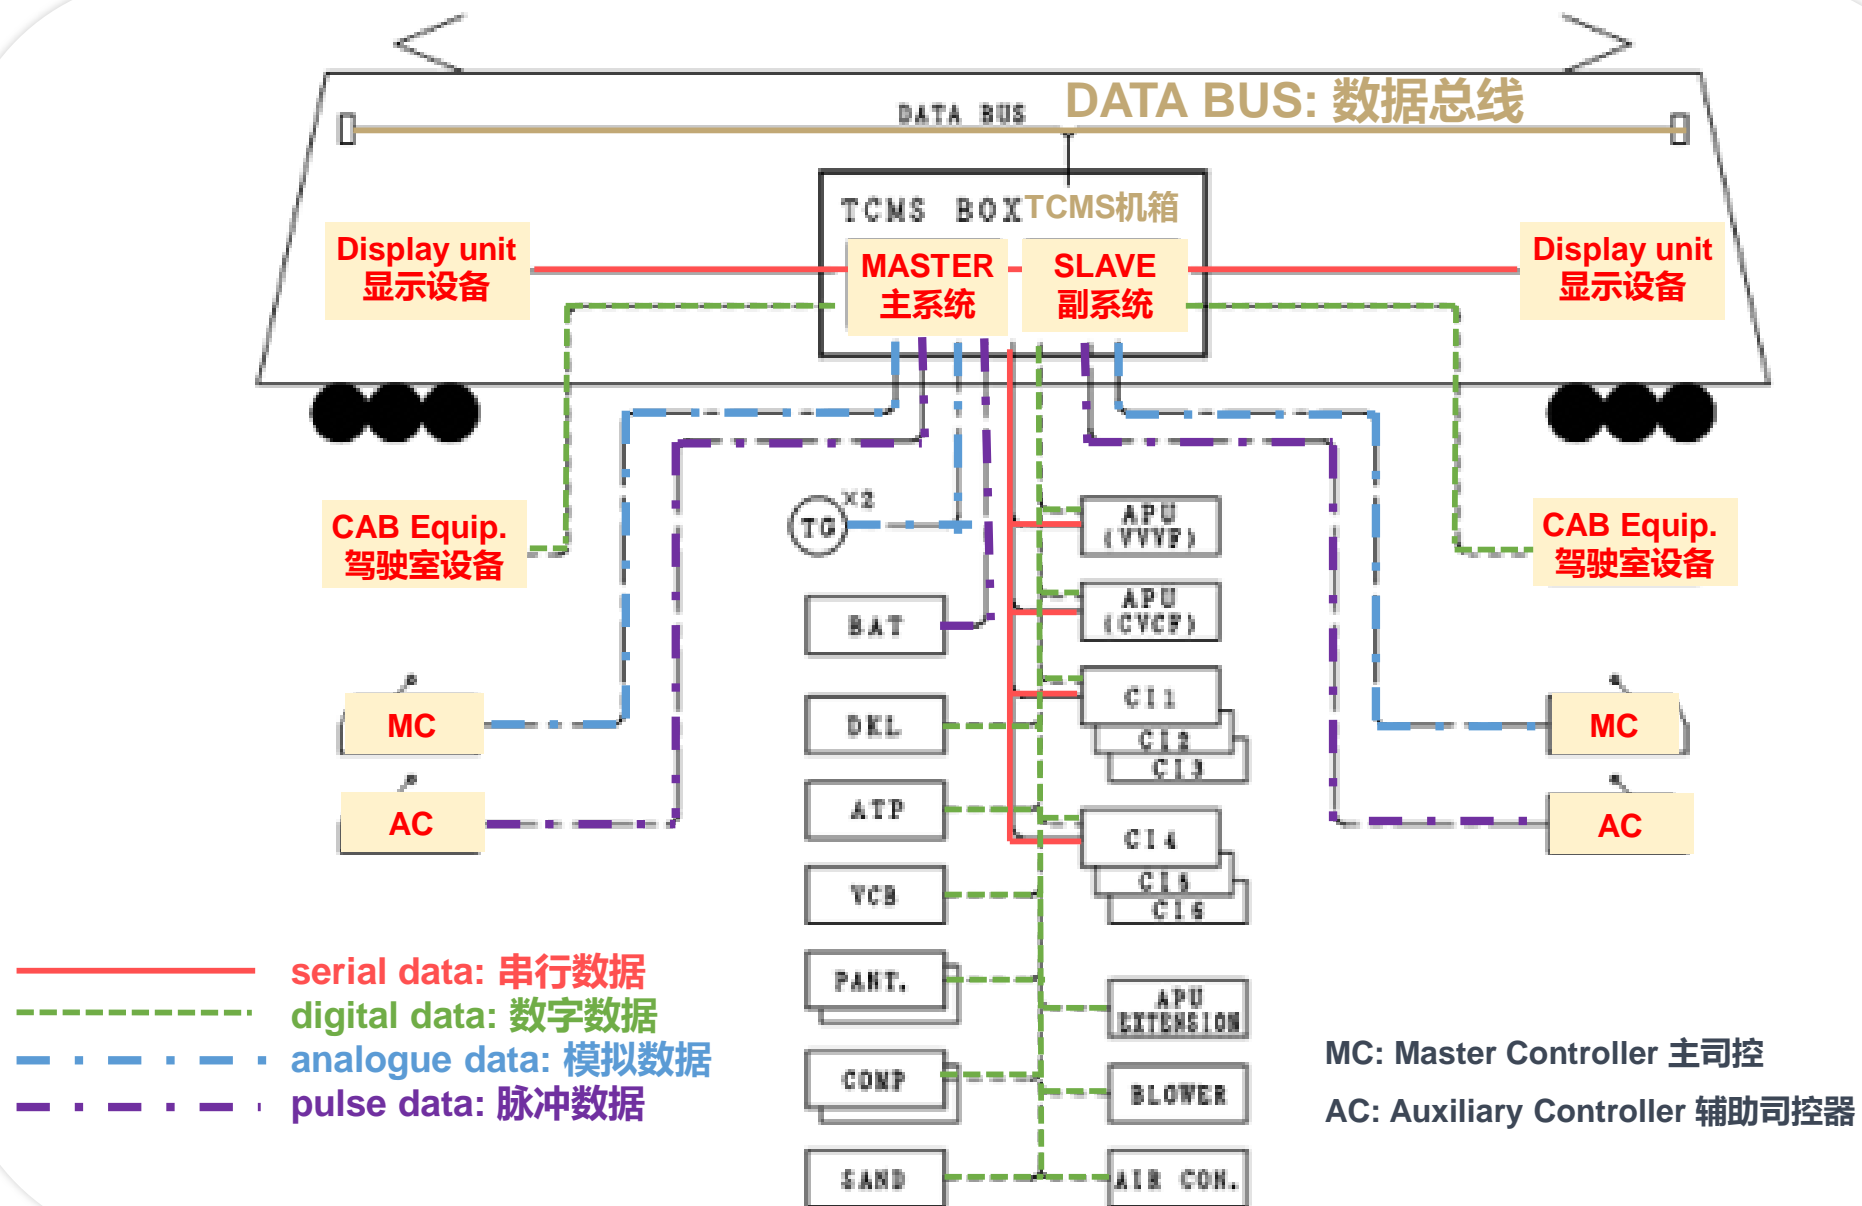 DATA BUS
DATA BUS: 数据总线
TCMS BOX
TCMS机箱
Display unit
显示设备
MASTER
主系统
SLAVE
副系统
Display unit
显示设备
CAB Equip.
驾驶室设备
TG
×2
APU
(VVVF)
CAB Equip.
驾驶室设备
BAT
APU
(CVCF)
MC
DKL
CI1
CI2
CI3
MC
AC
ATP
CI4
CI5
CI6
AC
VCB
PANT.
APU
EXTENSION
COMP
BLOWER
SAND
AIR CON.
serial data: 串行数据
digital data: 数字数据
analogue data: 模拟数据
pulse data: 脉冲数据
MC: Master Controller 主司控
AC: Auxiliary Controller 辅助司控器